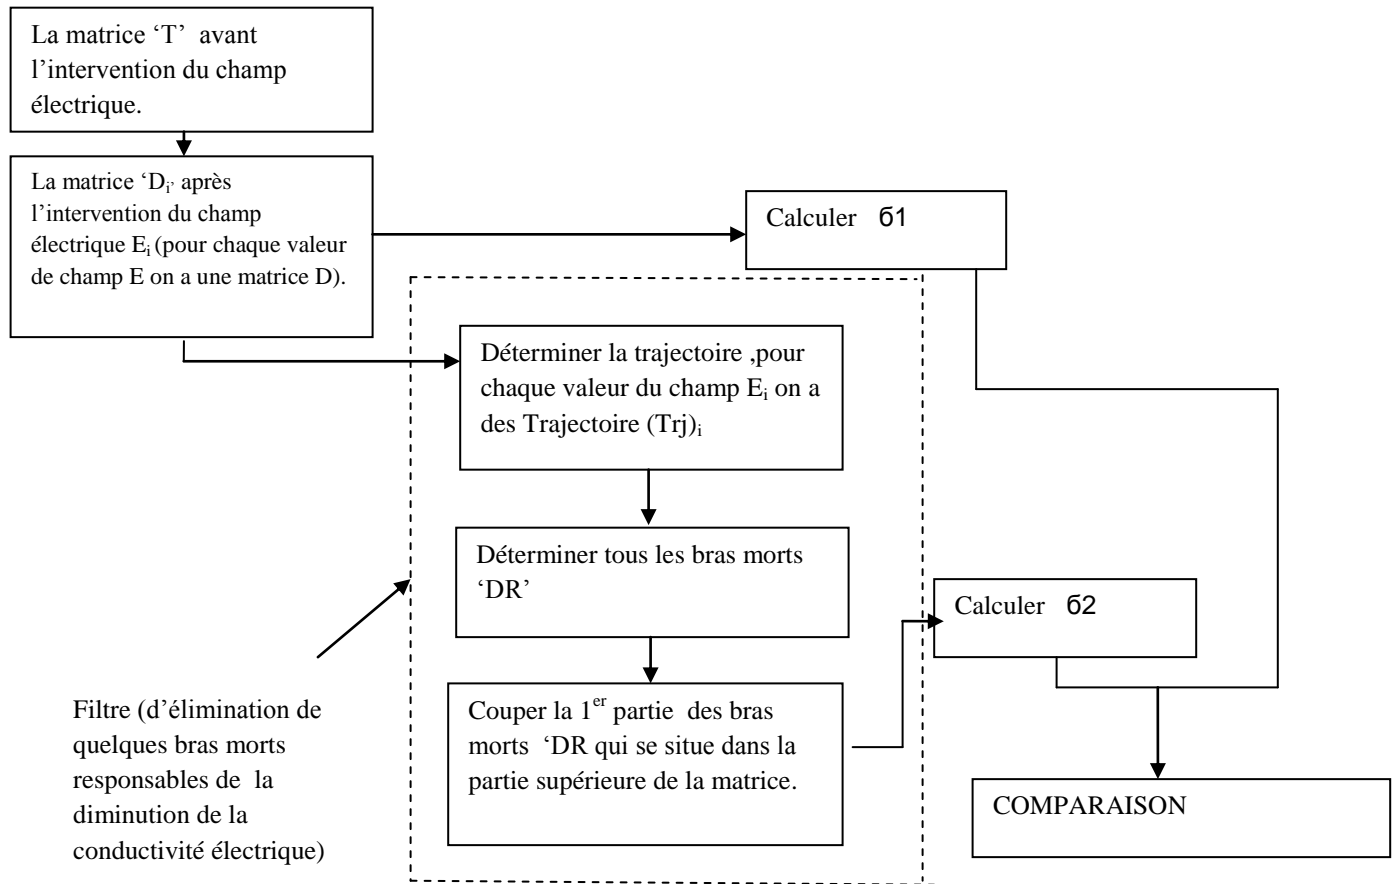 La matrice ‘T’ avant
l’intervention du champ
électrique.
La matrice ‘Di’ après
l’intervention du champ
électrique Ei (pour chaque valeur
de champ E on a une matrice D).
Calculer б1
Déterminer la trajectoire ,pour
chaque valeur du champ Ei on a
des Trajectoire (Trj)i
Déterminer tous les bras morts
‘DR’
Calculer б2
Couper la 1er partie des bras
morts ‘DR qui se situe dans la
partie supérieure de la matrice.
Filtre (d’élimination de
quelques bras morts
responsables de la
diminution de la
conductivité électrique)
COMPARAISON